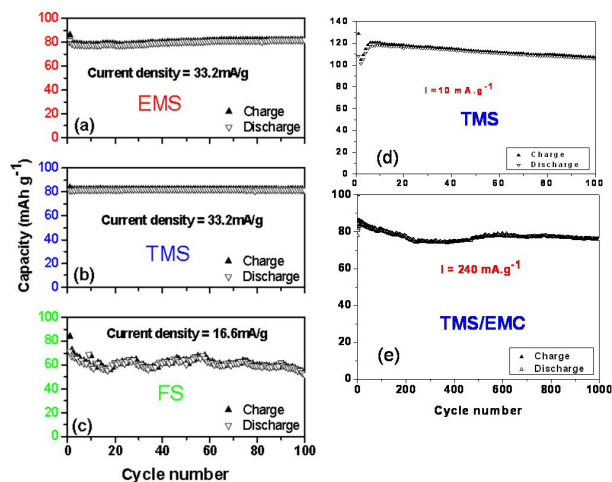 100
80
60
40
20
0
EMS
Current density = 33.2mA/g
(a)
Charge
Discharge
100
80
60
40
20
0
TMS
Current density = 33.2mA/g
(b)
Charge
Discharge
100
80
60
40
20
0
Current density = 16.6mA/g
FS
(c)
Charge
Discharge
0 20 40 60 80 100
Cycle number
Capacity (mAh g⁻¹)
140
120
100
80
60
40
20
0
I = 10 mA.g⁻¹
TMS
(d)
Charge
Discharge
0 20 40 60 80 100
100
80
60
40
20
0
I = 240 mA.g⁻¹
TMS/EMC
(e)
Charge
Discharge
0 200 400 600 800 1000
Cycle number